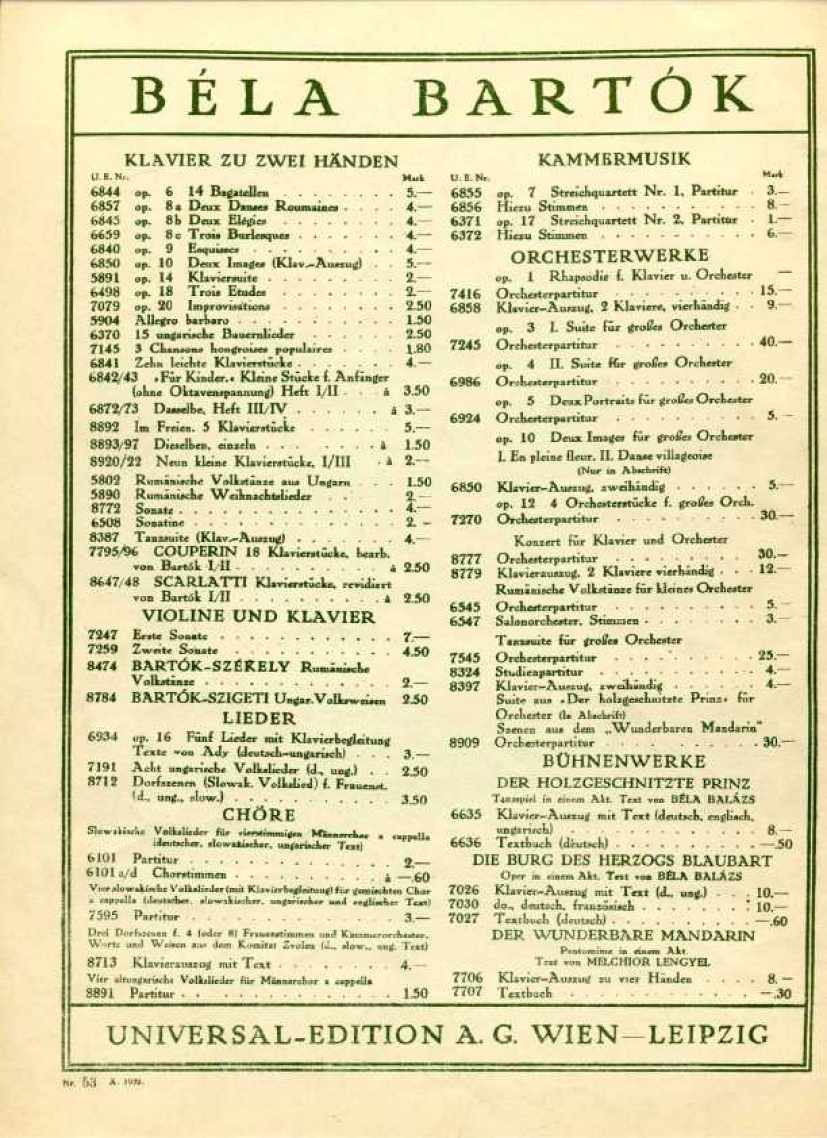 BÉLA BARTÓK
KLAVIER ZU ZWEI HÄNDEN
U. E. Nr. Mark
6844 op. 6 14 Bagatellen . . . . . . . . 5.—
6857 op. 8a Deux Danses Roumaines . . . . 4.—
6845 op. 8b Deux Elégies . . . . . . . . 4.—
6659 op. 8c Trois Burlesques . . . . . . 4.—
6840 op. 9 Esquisses . . . . . . . . . 4.—
6850 op. 10 Deux Images (Klav.-Auszug) . . 5.—
5891 op. 14 Klaviersuite . . . . . . . . 2.—
6498 op. 18 Trois Etudes . . . . . . . . 2.—
7079 op. 20 Improvisations . . . . . . . 2.50
5904 Allegro barbaro . . . . . . . . . 1.50
6370 15 ungarische Bauernlieder . . . . . 2.50
7145 3 Chansons hongroises populaires . . . 1.80
6841 Zehn leichte Klavierstücke . . . . . 4.—
6842/43 »Für Kinder.« Kleine Stücke f. Anfänger
(ohne Oktavenspannung) Heft I/II . . à 3.50
6872/73 Dasselbe, Heft III/IV . . . . . à 3.—
8892 Im Freien. 5 Klavierstücke . . . . . 5.—
8893/97 Dieselben, einzeln . . . . . . à 1.50
8920/22 Neun kleine Klavierstücke, I/III . à 2.—
5802 Rumänische Volkstänze aus Ungarn . . 1.50
5890 Rumänische Weihnachtslieder . . . . 2.—
8772 Sonate . . . . . . . . . . . . 4.—
6508 Sonatine . . . . . . . . . . . 2.—
8387 Tanzsuite (Klav.-Auszug) . . . . . . 4.—
7795/96 COUPERIN 18 Klavierstücke, bearb.
von Bartók I/II . . . . . . . . à 2.50
8647/48 SCARLATTI Klavierstücke, revidiert
von Bartók I/II . . . . . . . . à 2.50
VIOLINE UND KLAVIER
7247 Erste Sonate . . . . . . . . . . 7.—
7259 Zweite Sonate . . . . . . . . . 4.50
8474 BARTÓK-SZÉKELY Rumänische
Volkstänze . . . . . . . . . . . 2.—
8784 BARTÓK-SZIGETI Ungar. Volksweisen 2.50
LIEDER
6934 op. 16 Fünf Lieder mit Klavierbegleitung
Texte von Ady (deutsch-ungarisch) . . . 3.—
7191 Acht ungarische Volkslieder (d., ung.) . . 2.50
8712 Dorfszenen (Slowak. Volkslied) f. Frauenst.
(d., ung., slow.) . . . . . . . . . 3.50
CHÖRE
Slowakische Volkslieder für vierstimmigen Männerchor a cappella
(deutscher, slowakischer, ungarischer Text)
6101 Partitur . . . . . . . . . . . 2.—
6101 a/d Chorstimmen . . . . . . . à —.60
Vier slowakische Volkslieder (mit Klavierbegleitung) für gemischten Chor
a cappella (deutscher, slowakischer, ungarischer und englischer Text)
7595 Partitur . . . . . . . . . . . 3.—
Drei Dorfszenen f. 4 (oder 8) Frauenstimmen und Kammerorchester,
Worte und Weisen aus dem Komitat Zvolen (d., slow., ung. Text)
8713 Klavierauszug mit Text . . . . . . 4.—
Vier altungarische Volkslieder für Männerchor a cappella
8891 Partitur . . . . . . . . . . . 1.50
KAMMERMUSIK
U. E. Nr. Mark
6855 op. 7 Streichquartett Nr. 1, Partitur . 3.—
6856 Hiezu Stimmen . . . . . . . . . 8.—
6371 op. 17 Streichquartett Nr. 2, Partitur . 1.—
6372 Hiezu Stimmen . . . . . . . . . 6.—
ORCHESTERWERKE
op. 1 Rhapsodie f. Klavier u. Orchester —
7416 Orchesterpartitur . . . . . . . . 15.—
6858 Klavier-Auszug, 2 Klaviere, vierhändig . . 9.—
op. 3 I. Suite für großes Orchester
7245 Orchesterpartitur . . . . . . . . 40.—
op. 4 II. Suite für großes Orchester
6986 Orchesterpartitur . . . . . . . . 20.—
op. 5 Deux Portraits für großes Orchester
6924 Orchesterpartitur . . . . . . . . 5.—
op. 10 Deux Images für großes Orchester
I. En pleine fleur, II. Danse villageoise
(Nur in Abschrift)
6850 Klavier-Auszug, zweihändig . . . . . 5.—
op. 12 4 Orchesterstücke f. großes Orch.
7270 Orchesterpartitur . . . . . . . . 30.—
Konzert für Klavier und Orchester
8777 Orchesterpartitur . . . . . . . . 30.—
8779 Klavierauszug, 2 Klaviere vierhändig . . . 12.—
Rumänische Volkstänze für kleines Orchester
6545 Orchesterpartitur . . . . . . . . 5.—
6547 Salonorchester, Stimmen . . . . . . 3.—
Tanzsuite für großes Orchester
7545 Orchesterpartitur . . . . . . . . 25.—
8324 Studienpartitur . . . . . . . . . 4.—
8397 Klavier-Auszug, zweihändig . . . . . 4.—
Suite aus »Der holzgeschnitzte Prinz« für
Orchester (In Abschrift)
Szenen aus dem „Wunderbaren Mandarin"
8909 Orchesterpartitur . . . . . . . . 30.—
BÜHNENWERKE
DER HOLZGESCHNITZTE PRINZ
Tanzspiel in einem Akt. Text von BÉLA BALÁZS
6635 Klavier-Auszug mit Text (deutsch, englisch,
ungarisch) . . . . . . . . . . 8.—
6636 Textbuch (deutsch) . . . . . . . —.50
DIE BURG DES HERZOGS BLAUBART
Oper in einem Akt. Text von BÉLA BALÁZS
7026 Klavier-Auszug mit Text (d., ung.) . . . 10.—
7030 do., deutsch, französisch . . . . . . 10.—
7027 Textbuch (deutsch) . . . . . . . —.60
DER WUNDERBARE MANDARIN
Pantomime in einem Akt.
Text von MELCHIOR LENGYEL
7706 Klavier-Auszug zu vier Händen . . . . 8.—
7707 Textbuch . . . . . . . . . . —.30
UNIVERSAL-EDITION A. G. WIEN—LEIPZIG
Nr. 53